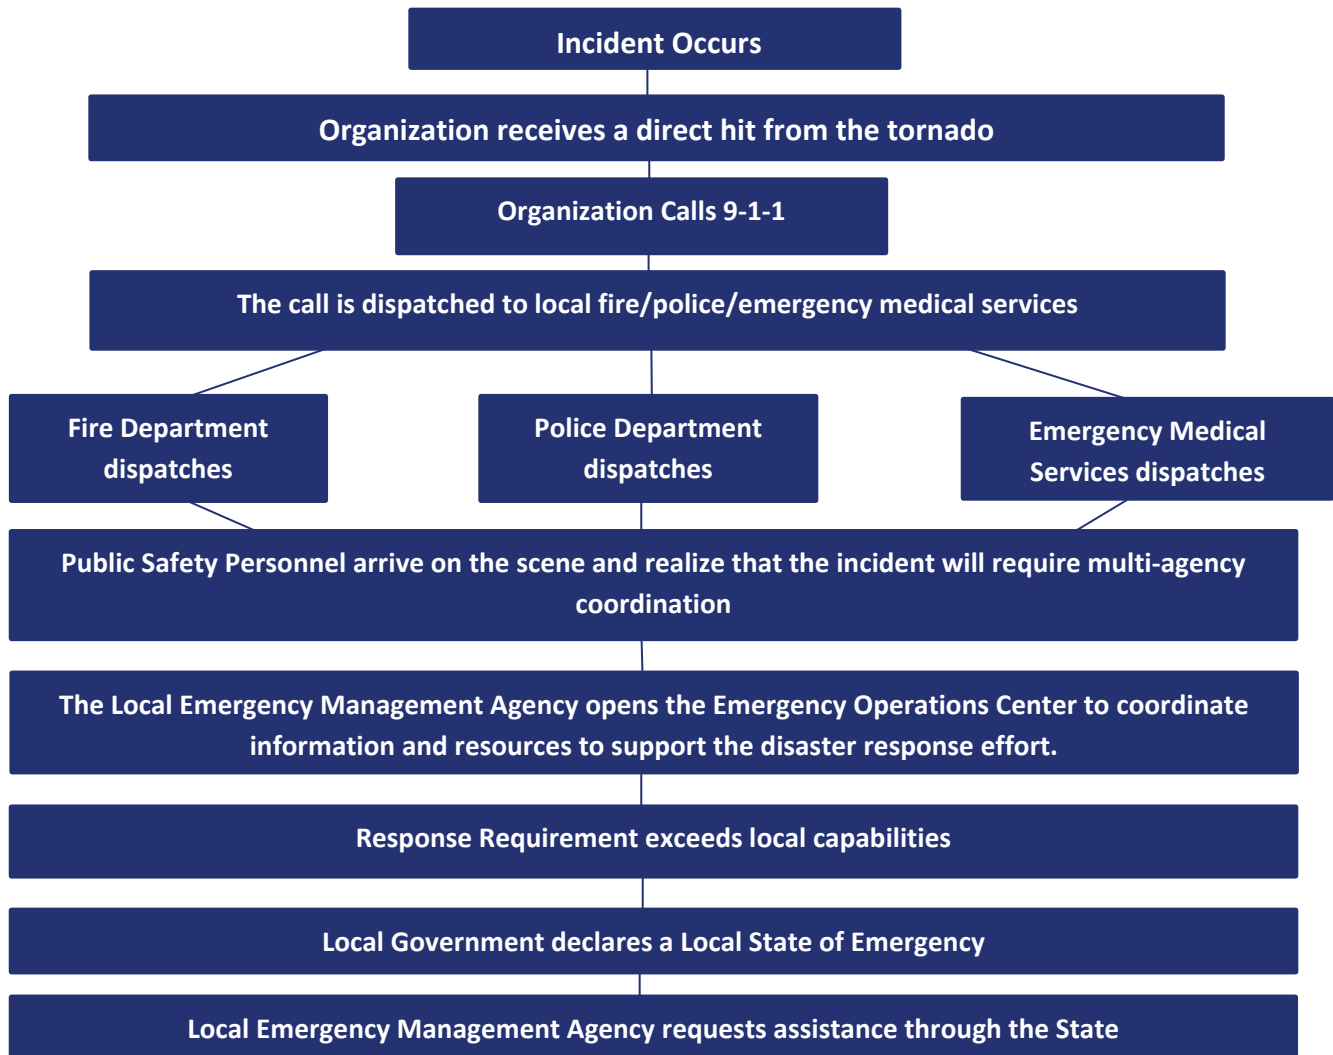 Incident Occurs
Organization receives a direct hit from the tornado
Organization Calls 9-1-1
The call is dispatched to local fire/police/emergency medical services
Fire Department
dispatches
Police Department
dispatches
Emergency Medical
Services dispatches
Public Safety Personnel arrive on the scene and realize that the incident will require multi-agency
coordination
The Local Emergency Management Agency opens the Emergency Operations Center to coordinate
information and resources to support the disaster response effort.
Response Requirement exceeds local capabilities
Local Government declares a Local State of Emergency
Local Emergency Management Agency requests assistance through the State